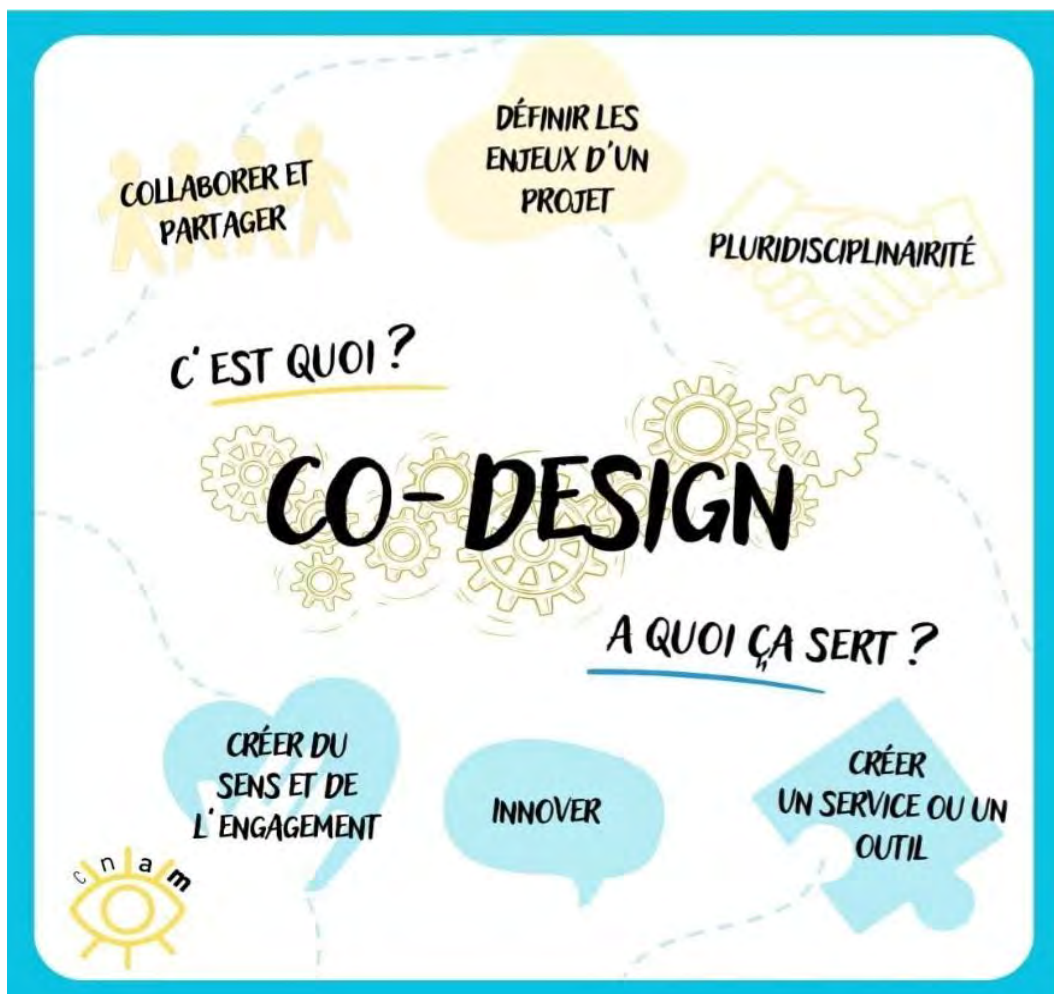 COLLABORER ET
PARTAGER
DÉFINIR LES
ENJEUX D'UN
PROJET
PLURIDISCIPLINAIRITÉ
C'EST QUOI ?
CO-DESIGN
A QUOI ÇA SERT ?
CRÉER DU
SENS ET DE
L'ENGAGEMENT
INNOVER
CRÉER
UN SERVICE OU UN
OUTIL
cnam